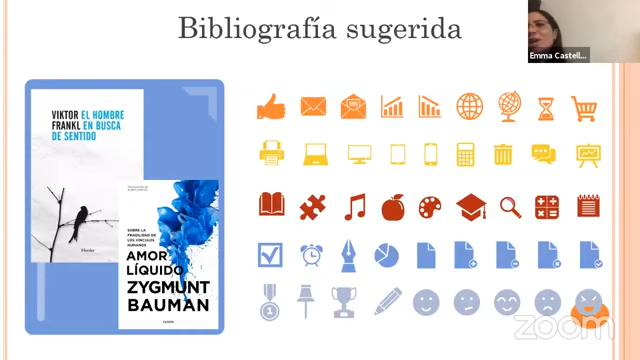 Bibliografía sugerida
Emma Castell...
VIKTOR EL HOMBRE
FRANKL EN BUSCA
DE SENTIDO
Herder
SOBRE LA
FRAGILIDAD DE
LOS VÍNCULOS
HUMANOS
AMOR
LÍQUIDO
ZYGMUNT
BAUMAN
1
zoom